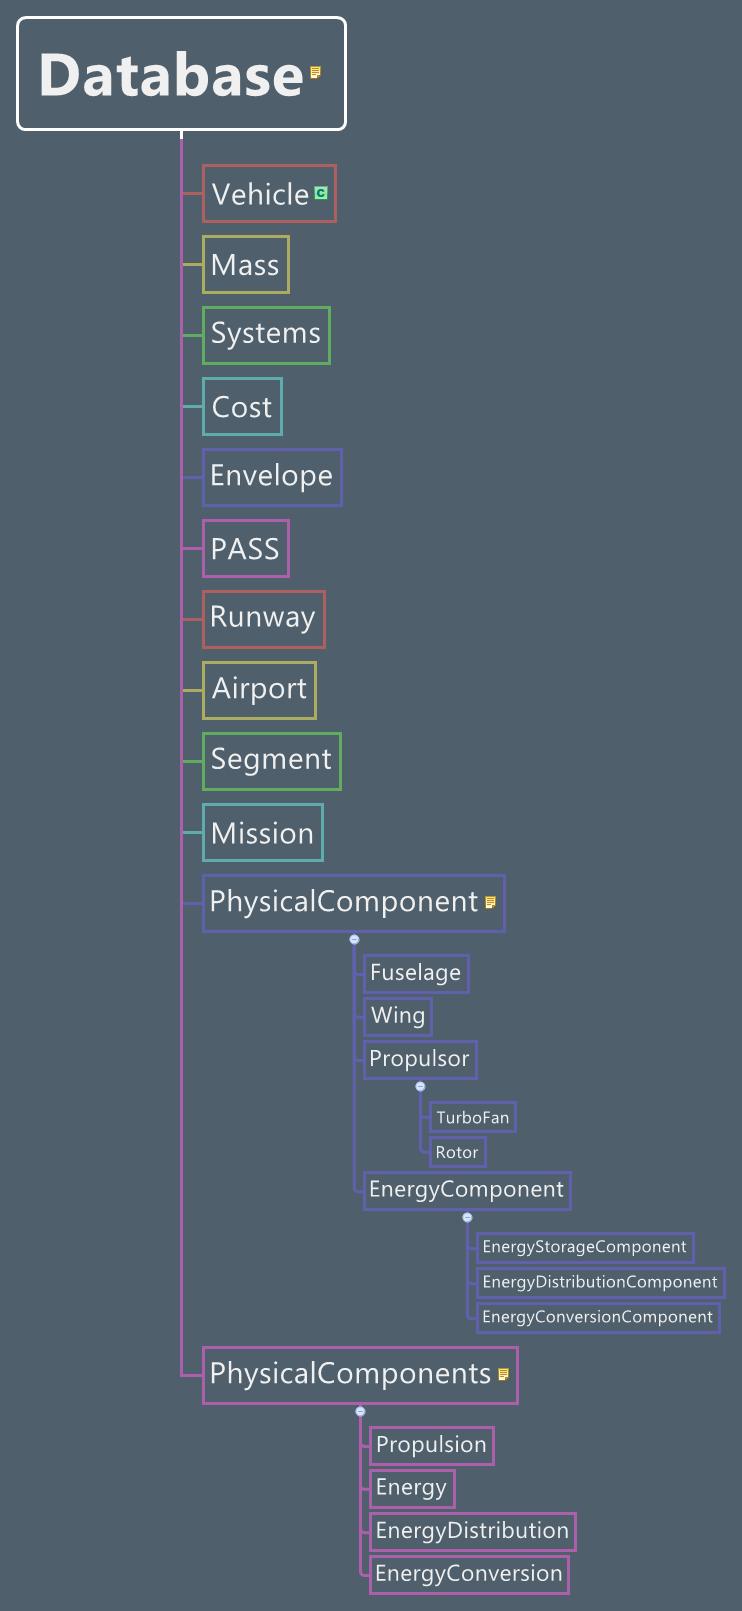 Database
Vehicle C
Mass
Systems
Cost
Envelope
PASS
Runway
Airport
Segment
Mission
PhysicalComponent
Fuselage
Wing
Propulsor
TurboFan
Rotor
EnergyComponent
EnergyStorageComponent
EnergyDistributionComponent
EnergyConversionComponent
PhysicalComponents
Propulsion
Energy
EnergyDistribution
EnergyConversion